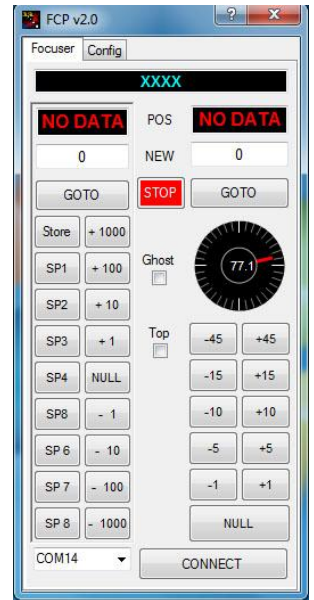 FCP v2.0 ?
Focuser Config
XXXX
NO DATA POS NO DATA
0 NEW 0
GOTO STOP GOTO
Store + 1000
SP1 + 100 Ghost 77.1
SP2 + 10
SP3 + 1 Top -45 +45
SP4 NULL -15 +15
SP8 - 1 -10 +10
SP 6 - 10 -5 +5
SP 7 - 100 -1 +1
SP 8 - 1000 NULL
COM14 CONNECT